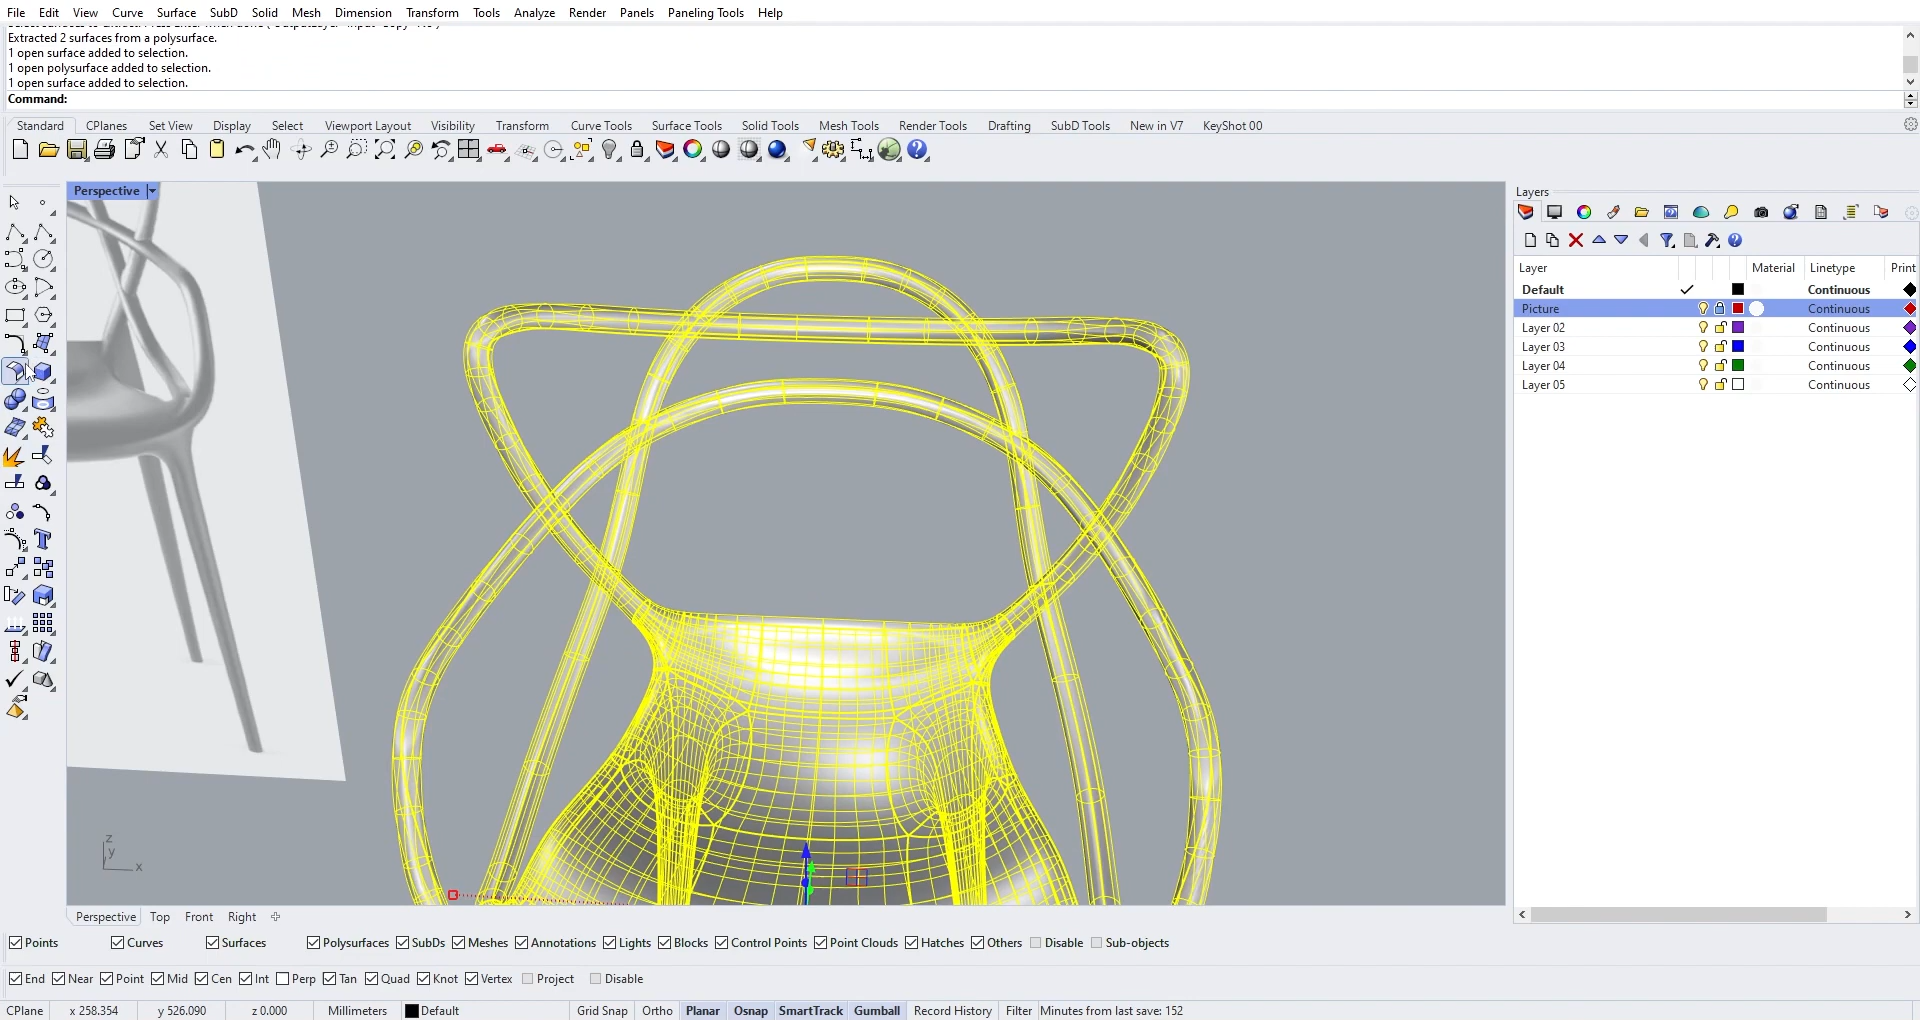 File Edit View Curve Surface SubD Solid Mesh Dimension Transform Tools Analyze Render Panels Paneling Tools Help
Extracted 2 surfaces from a polysurface.
1 open surface added to selection.
1 open polysurface added to selection.
1 open surface added to selection.
Command:
Standard CPlanes Set View Display Select Viewport Layout Visibility Transform Curve Tools Surface Tools Solid Tools Mesh Tools Render Tools Drafting SubD Tools New in V7 KeyShot 00
Perspective
Layers
Layer Material Linetype Print
Default Continuous
Picture Continuous
Layer 02 Continuous
Layer 03 Continuous
Layer 04 Continuous
Layer 05 Continuous
z
y
x
Perspective Top Front Right
Points Curves Surfaces Polysurfaces SubDs Meshes Annotations Lights Blocks Control Points Point Clouds Hatches Others Disable Sub-objects
End Near Point Mid Cen Int Perp Tan Quad Knot Vertex Project Disable
CPlane x 258.354 y 526.090 z 0.000 Millimeters Default Grid Snap Ortho Planar Osnap SmartTrack Gumball Record History Filter Minutes from last save: 152